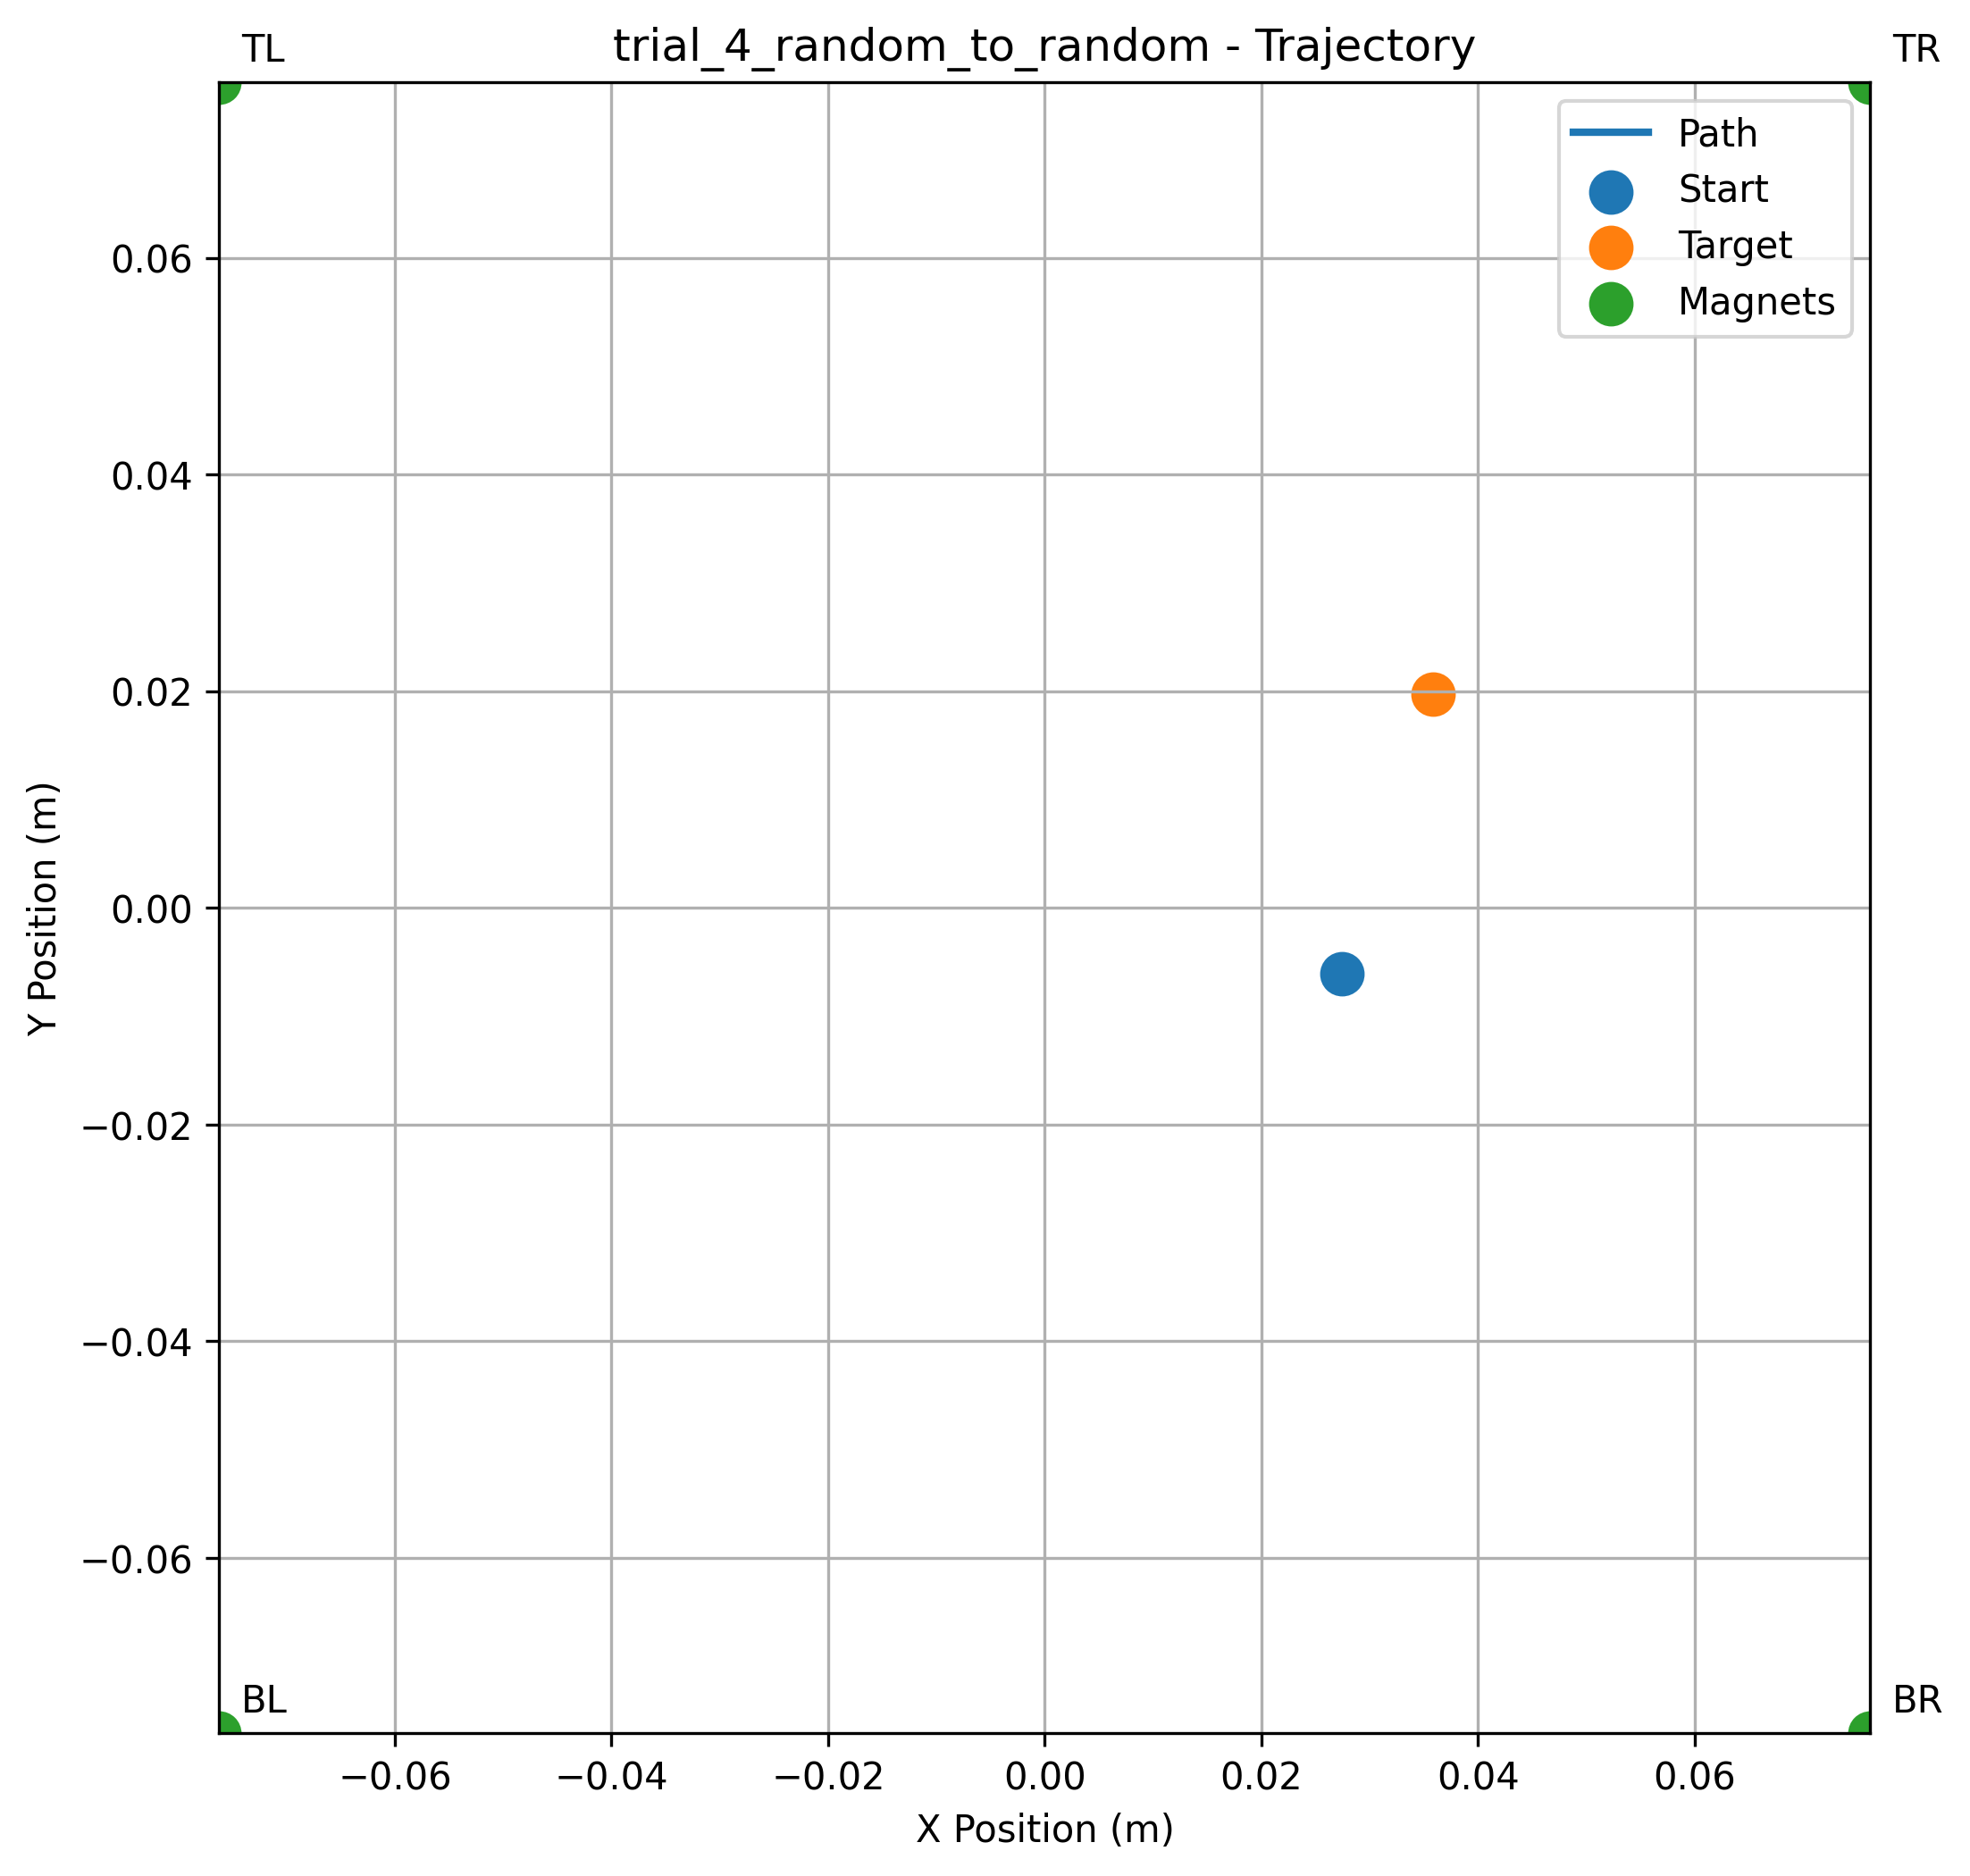 trial_4_random_to_random - Trajectory
TL
TR
Path
Start
Target
Magnets
0.06
0.04
0.02
0.00
−0.02
−0.04
−0.06
Y Position (m)
BL
BR
−0.06
−0.04
−0.02
0.00
0.02
0.04
0.06
X Position (m)